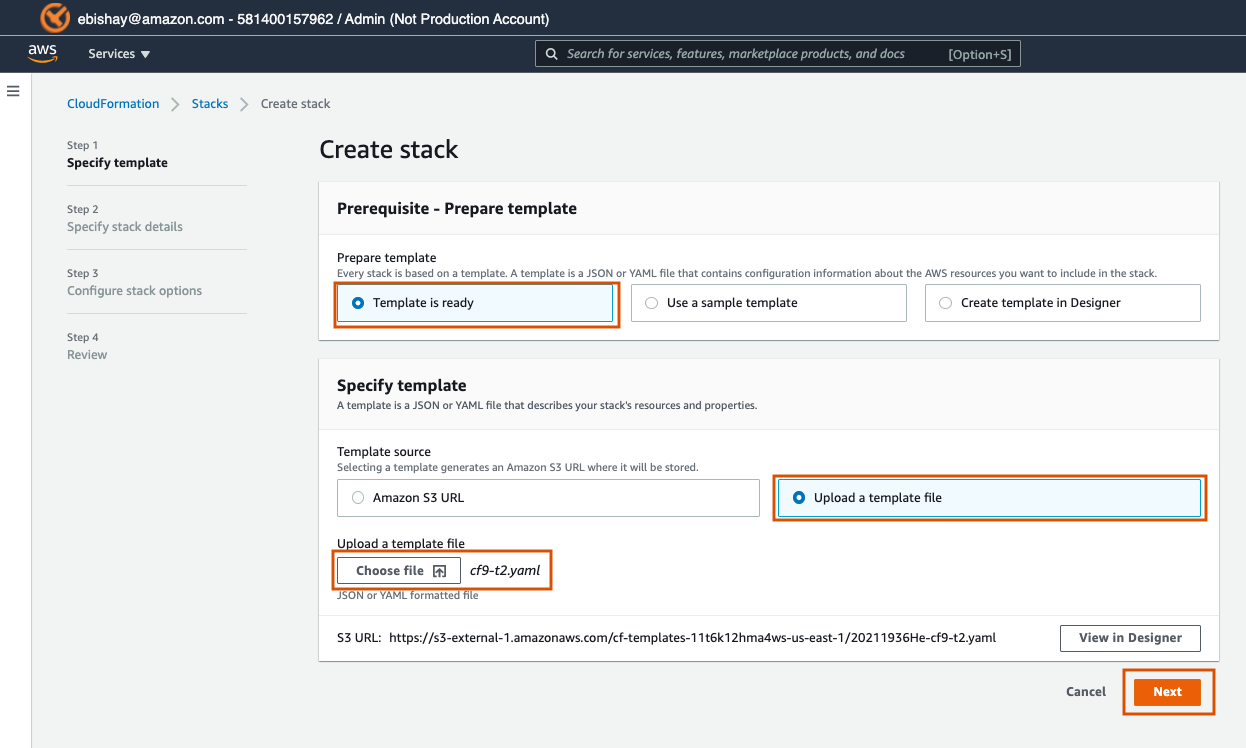 ebishay@amazon.com - 581400157962 / Admin (Not Production Account)
aws
Services
Search for services, features, marketplace products, and docs
[Option+S]
CloudFormation
Stacks
Create stack
Step 1
Specify template
Step 2
Specify stack details
Step 3
Configure stack options
Step 4
Review
Create stack
Prerequisite - Prepare template
Prepare template
Every stack is based on a template. A template is a JSON or YAML file that contains configuration information about the AWS resources you want to include in the stack.
Template is ready
Use a sample template
Create template in Designer
Specify template
A template is a JSON or YAML file that describes your stack's resources and properties.
Template source
Selecting a template generates an Amazon S3 URL where it will be stored.
Amazon S3 URL
Upload a template file
Upload a template file
Choose file
cf9-t2.yaml
JSON or YAML formatted file
S3 URL: https://s3-external-1.amazonaws.com/cf-templates-11t6k12hma4ws-us-east-1/20211936He-cf9-t2.yaml
View in Designer
Cancel
Next